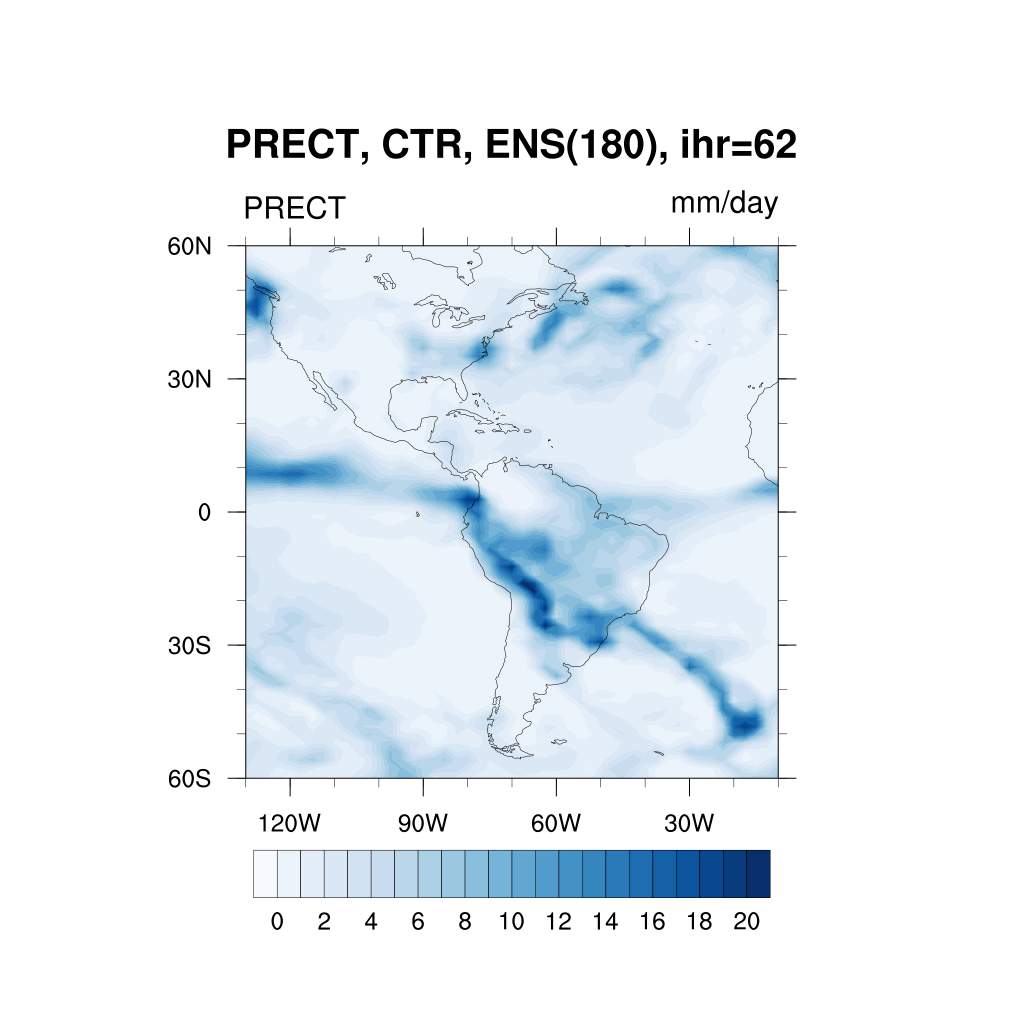 PRECT, CTR, ENS(180), ihr=62
PRECT mm/day
60N
30N
0
30S
60S
120W 90W 60W 30W
0 2 4 6 8 10 12 14 16 18 20